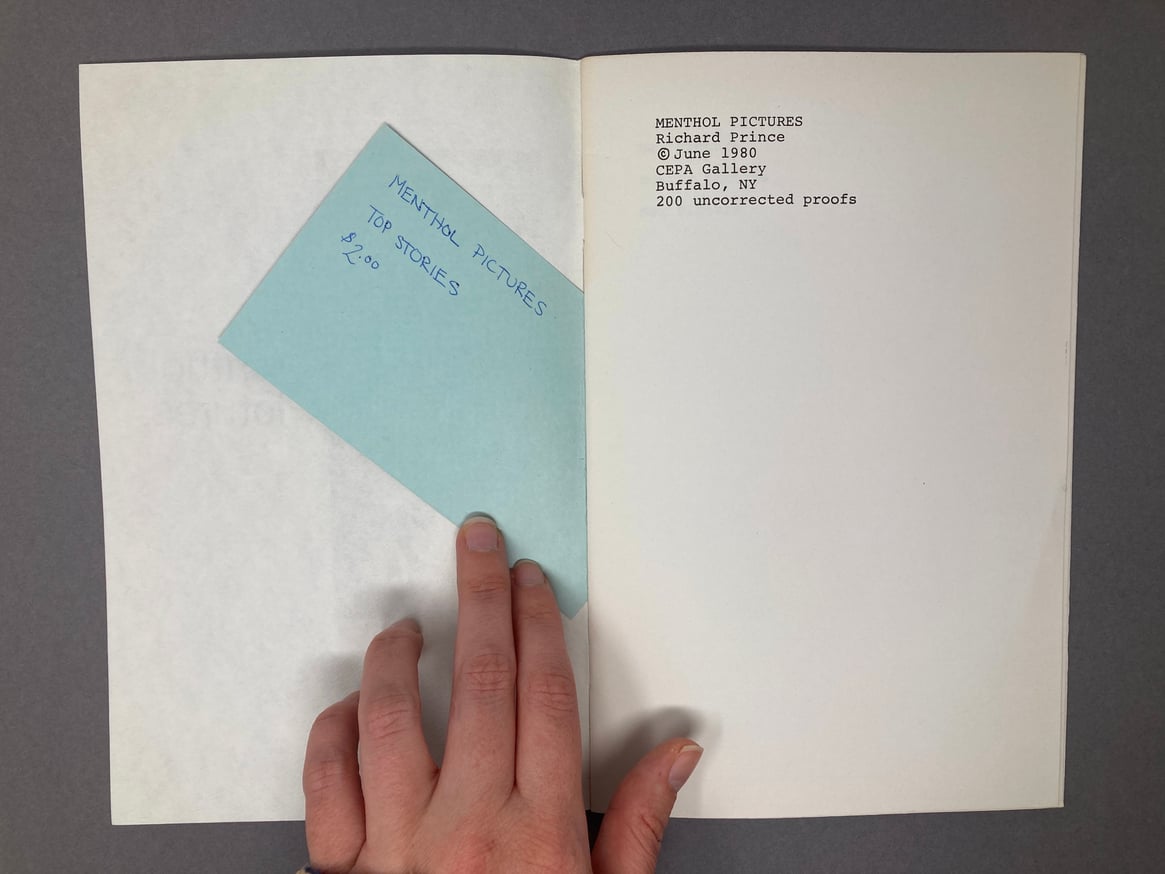 MENTHOL PICTURES
TOP STORIES
$2.00
MENTHOL PICTURES
Richard Prince
© June 1980
CEPA Gallery
Buffalo, NY
200 uncorrected proofs